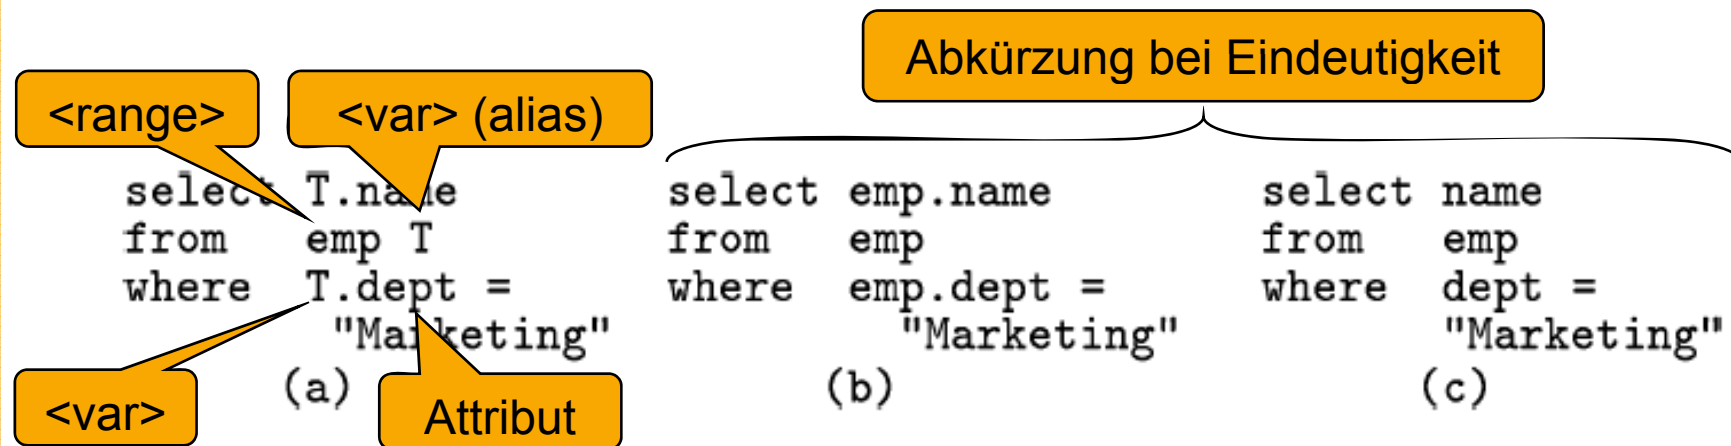 Abkürzung bei Eindeutigkeit
<range>
<var> (alias)
select T.name
from emp T
where T.dept =
"Marketing"
(a)
<var>
Attribut
select emp.name
from emp
where emp.dept =
"Marketing"
(b)
select name
from emp
where dept =
"Marketing"
(c)